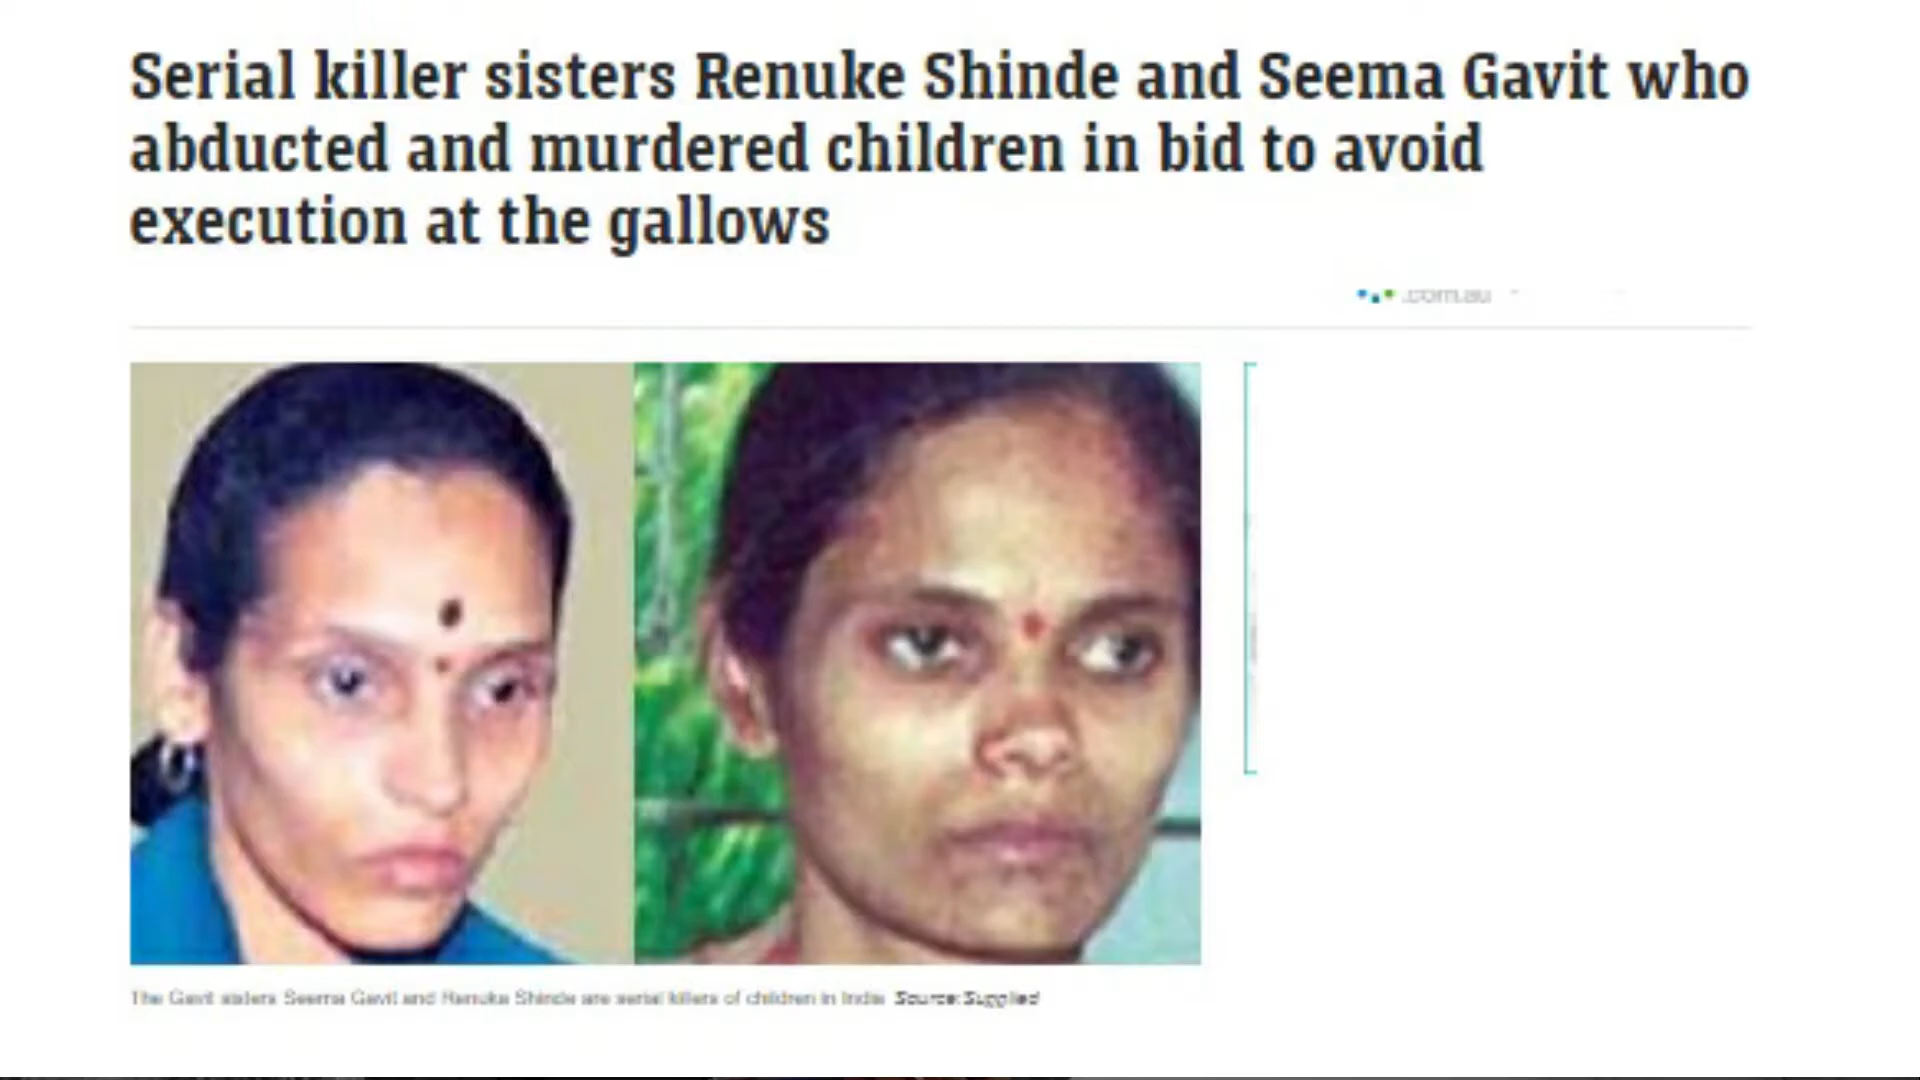 Serial killer sisters Renuke Shinde and Seema Gavit who
abducted and murdered children in bid to avoid
execution at the gallows
.com.au
The Gavit sisters Seema Gavit and Renuka Shinde are serial killers of children in India Source:Supplied